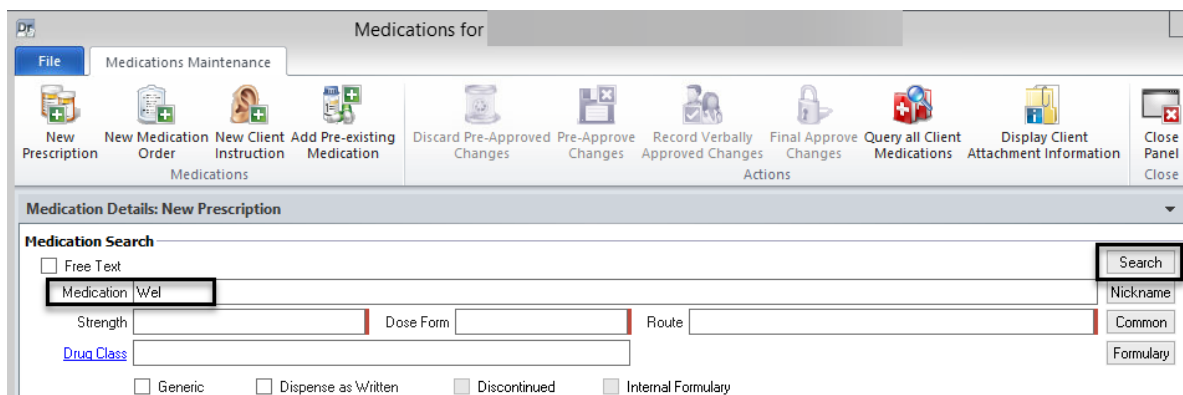 Dr
Medications for
File Medications Maintenance
New Prescription New Medication Order New Client Instruction Add Pre-existing Medication Discard Pre-Approved Changes Pre-Approve Changes Record Verbally Approved Changes Final Approve Changes Query all Client Medications Display Client Attachment Information Close Panel
Medications Actions Close
Medication Details: New Prescription
Medication Search
Free Text Search
Medication Wel Nickname
Strength Dose Form Route Common
Drug Class Formulary
Generic Dispense as Written Discontinued Internal Formulary